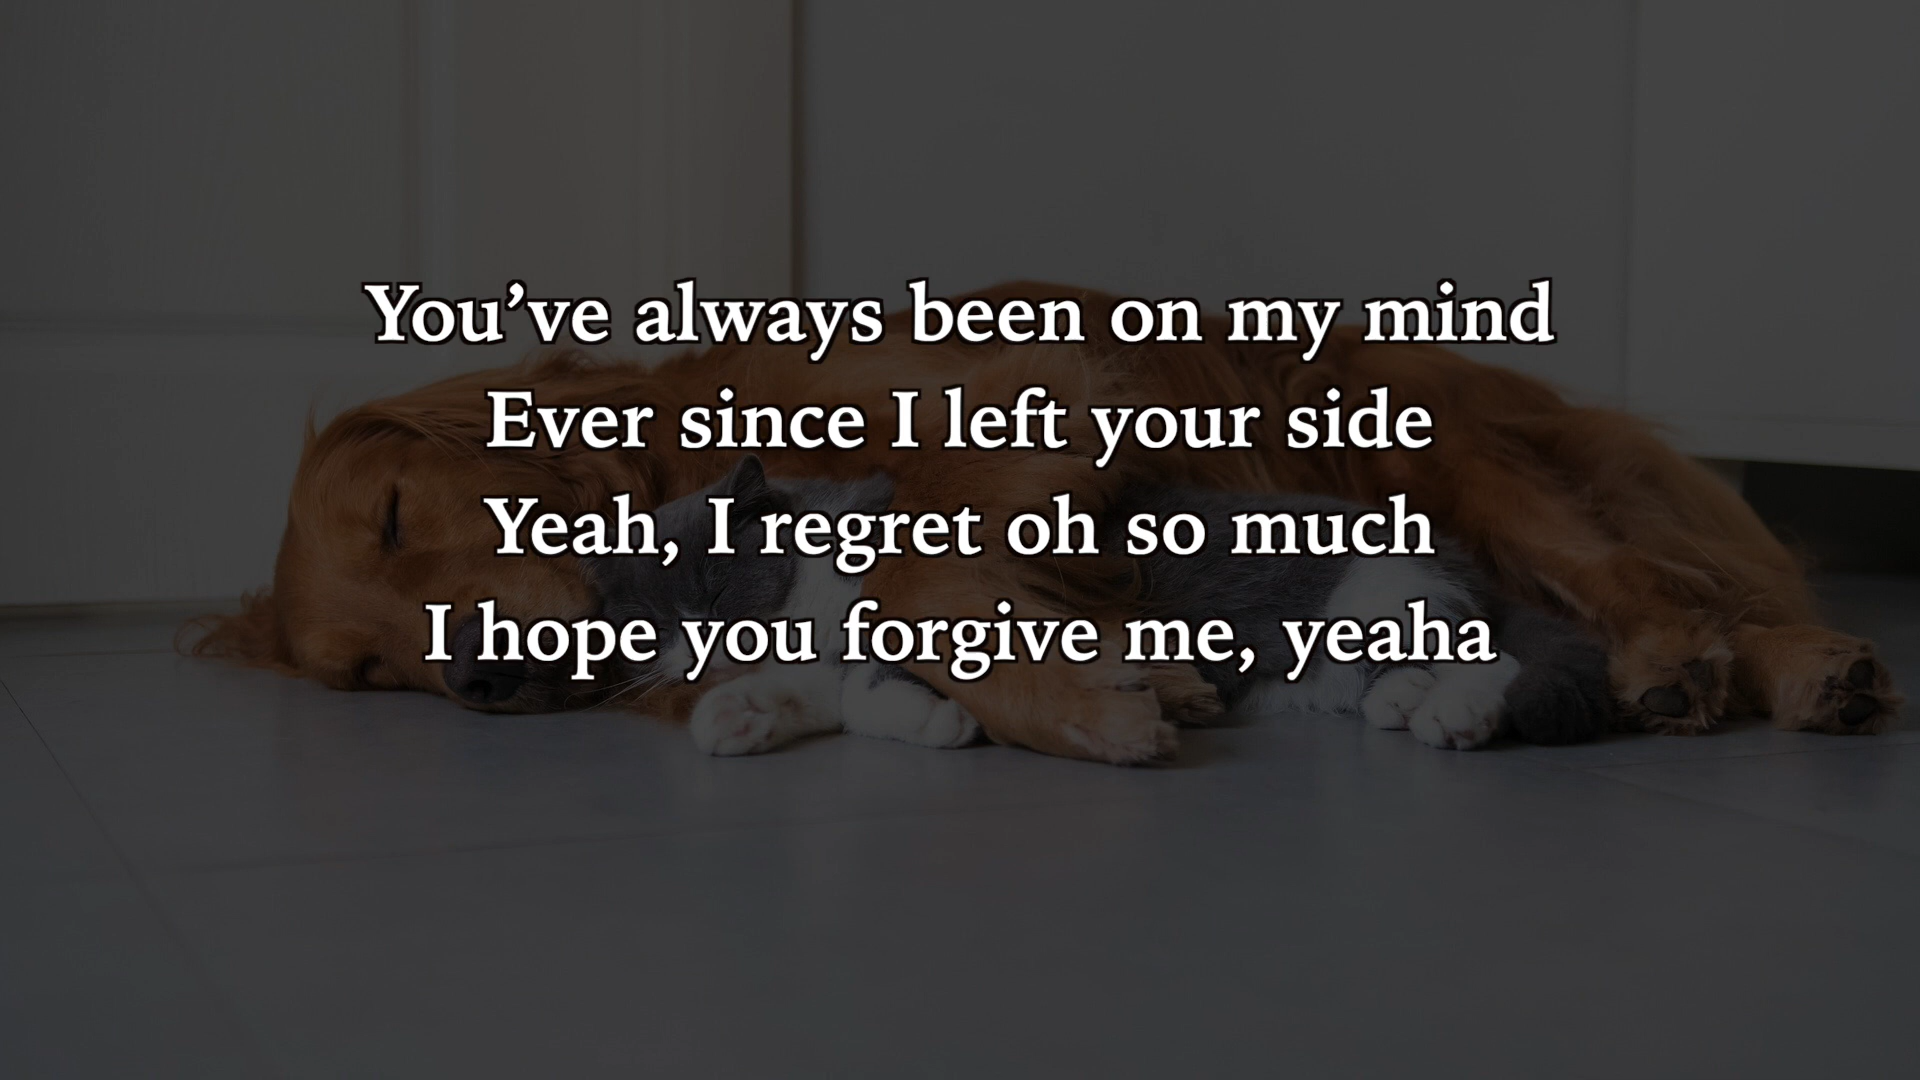 You’ve always been on my mind
Ever since I left your side
Yeah, I regret oh so much
I hope you forgive me, yeaha